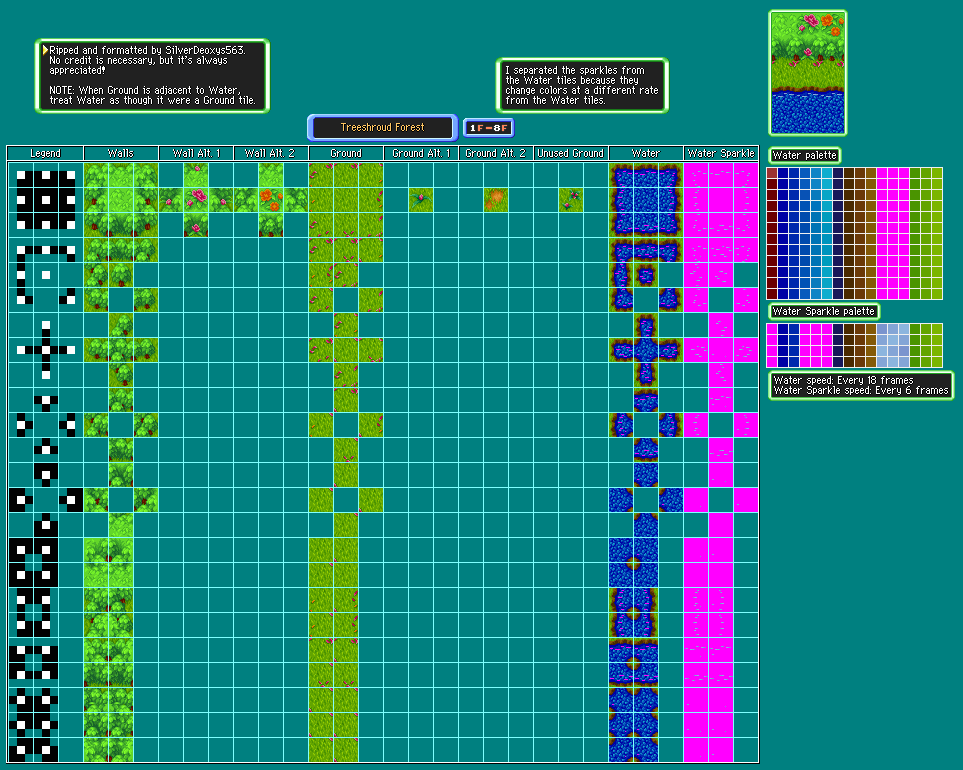 Ripped and formatted by SilverDeoxys563.
No credit is necessary, but it's always
appreciated!
NOTE: When Ground is adjacent to Water,
treat Water as though it were a Ground tile.
I separated the sparkles from
the Water tiles because they
change colors at a different rate
from the Water tiles.
Treeshroud Forest
1F-8F
Legend Walls Wall Alt. 1 Wall Alt. 2 Ground Ground Alt. 1 Ground Alt. 2 Unused Ground Water Water Sparkle
Water palette
Water Sparkle palette
Water speed: Every 18 frames
Water Sparkle speed: Every 6 frames